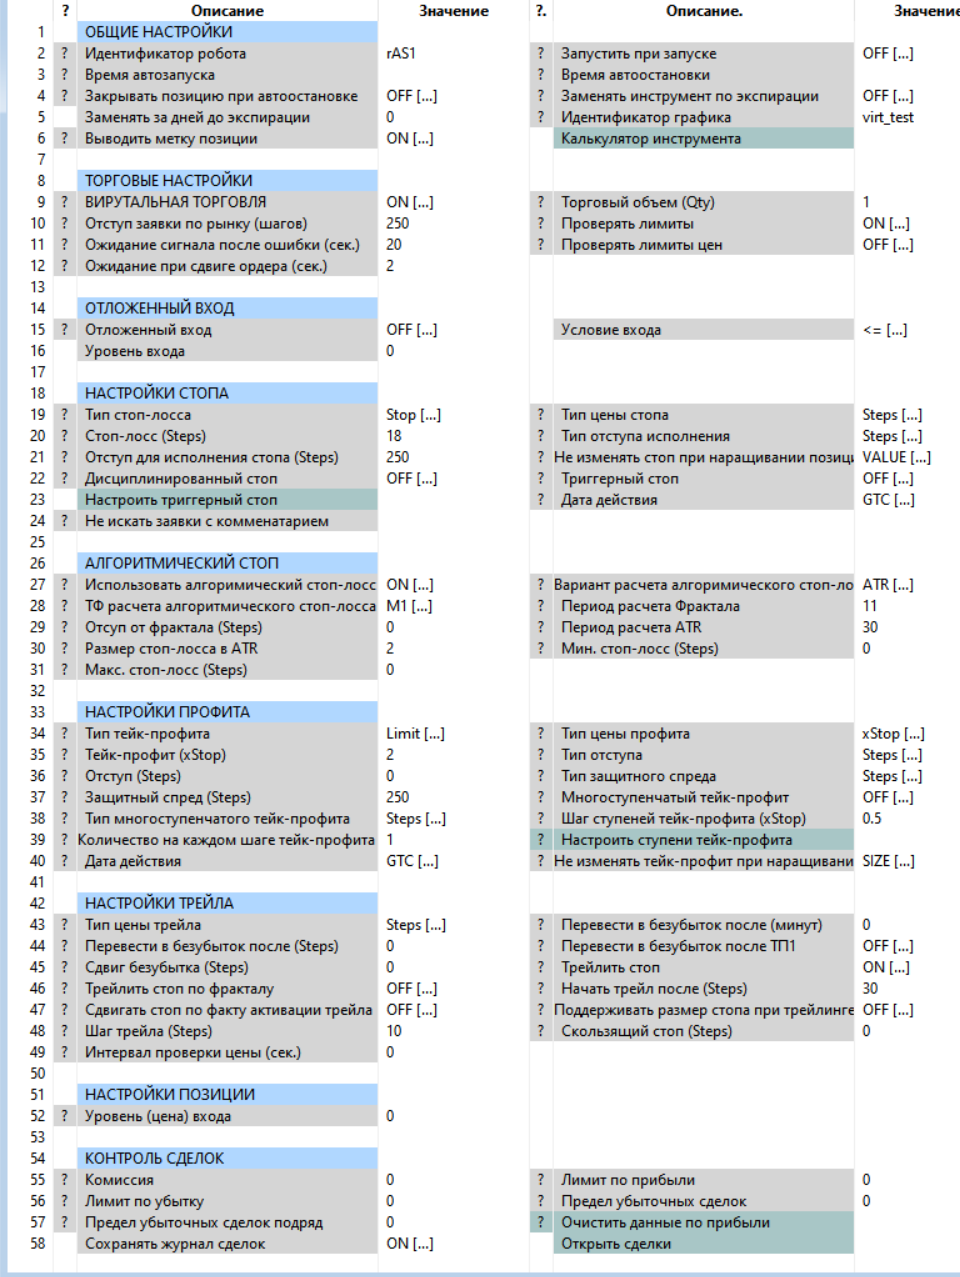 ? Описание Значение ?. Описание. Значение
1 ОБЩИЕ НАСТРОЙКИ
2 ? Идентификатор робота rAS1 ? Запустить при запуске OFF [...]
3 ? Время автозапуска ? Время автоостановки
4 ? Закрывать позицию при автоостановке OFF [...] ? Заменять инструмент по экспирации OFF [...]
5 Заменять за дней до экспирации 0 ? Идентификатор графика virt_test
6 ? Выводить метку позиции ON [...] Калькулятор инструмента
7
8 ТОРГОВЫЕ НАСТРОЙКИ
9 ? ВИРУТАЛЬНАЯ ТОРГОВЛЯ ON [...] ? Торговый объем (Qty) 1
10 ? Отступ заявки по рынку (шагов) 250 ? Проверять лимиты ON [...]
11 ? Ожидание сигнала после ошибки (сек.) 20 ? Проверять лимиты цен OFF [...]
12 ? Ожидание при сдвиге ордера (сек.) 2
13
14 ОТЛОЖЕННЫЙ ВХОД
15 ? Отложенный вход OFF [...] Условие входа <= [...]
16 Уровень входа 0
17
18 НАСТРОЙКИ СТОПА
19 ? Тип стоп-лосса Stop [...] ? Тип цены стопа Steps [...]
20 ? Стоп-лосс (Steps) 18 ? Тип отступа исполнения Steps [...]
21 ? Отступ для исполнения стопа (Steps) 250 ? Не изменять стоп при наращивании позиц VALUE [...]
22 ? Дисциплинированный стоп OFF [...] ? Триггерный стоп OFF [...]
23 Настроить триггерный стоп ? Дата действия GTC [...]
24 ? Не искать заявки с комменатарием
25
26 АЛГОРИТМИЧЕСКИЙ СТОП
27 ? Использовать алгоримический стоп-лосс ON [...] ? Вариант расчета алгоримического стоп-ло ATR [...]
28 ? ТФ расчета алгоритмического стоп-лосса M1 [...] ? Период расчета Фрактала 11
29 ? Отсуп от фрактала (Steps) 0 ? Период расчета ATR 30
30 ? Размер стоп-лосса в ATR 2 ? Мин. стоп-лосс (Steps) 0
31 ? Макс. стоп-лосс (Steps) 0
32
33 НАСТРОЙКИ ПРОФИТА
34 ? Тип тейк-профита Limit [...] ? Тип цены профита xStop [...]
35 ? Тейк-профит (xStop) 2 ? Тип отступа Steps [...]
36 ? Отступ (Steps) 0 ? Тип защитного спреда Steps [...]
37 ? Защитный спред (Steps) 250 ? Многоступенчатый тейк-профит OFF [...]
38 ? Тип многоступенчатого тейк-профита Steps [...] ? Шаг ступеней тейк-профита (xStop) 0.5
39 ? Количество на каждом шаге тейк-профита 1 ? Настроить ступени тейк-профита
40 ? Дата действия GTC [...] ? Не изменять тейк-профит при наращивани SIZE [...]
41
42 НАСТРОЙКИ ТРЕЙЛА
43 ? Тип цены трейла Steps [...] ? Перевести в безубыток после (минут) 0
44 ? Перевести в безубыток после (Steps) 0 ? Перевести в безубыток после ТП1 OFF [...]
45 ? Сдвиг безубытка (Steps) 0 ? Трейлить стоп ON [...]
46 ? Трейлить стоп по фракталу OFF [...] ? Начать трейл после (Steps) 30
47 ? Сдвигать стоп по факту активации трейла OFF [...] ? Поддерживать размер стопа при трейлинге OFF [...]
48 ? Шаг трейла (Steps) 10 ? Скользящий стоп (Steps) 0
49 ? Интервал проверки цены (сек.) 0
50
51 НАСТРОЙКИ ПОЗИЦИИ
52 ? Уровень (цена) входа 0
53
54 КОНТРОЛЬ СДЕЛОК
55 ? Комиссия 0 ? Лимит по прибыли 0
56 ? Лимит по убытку 0 ? Предел убыточных сделок 0
57 ? Предел убыточных сделок подряд 0 ? Очистить данные по прибыли
58 Сохранять журнал сделок ON [...] Открыть сделки